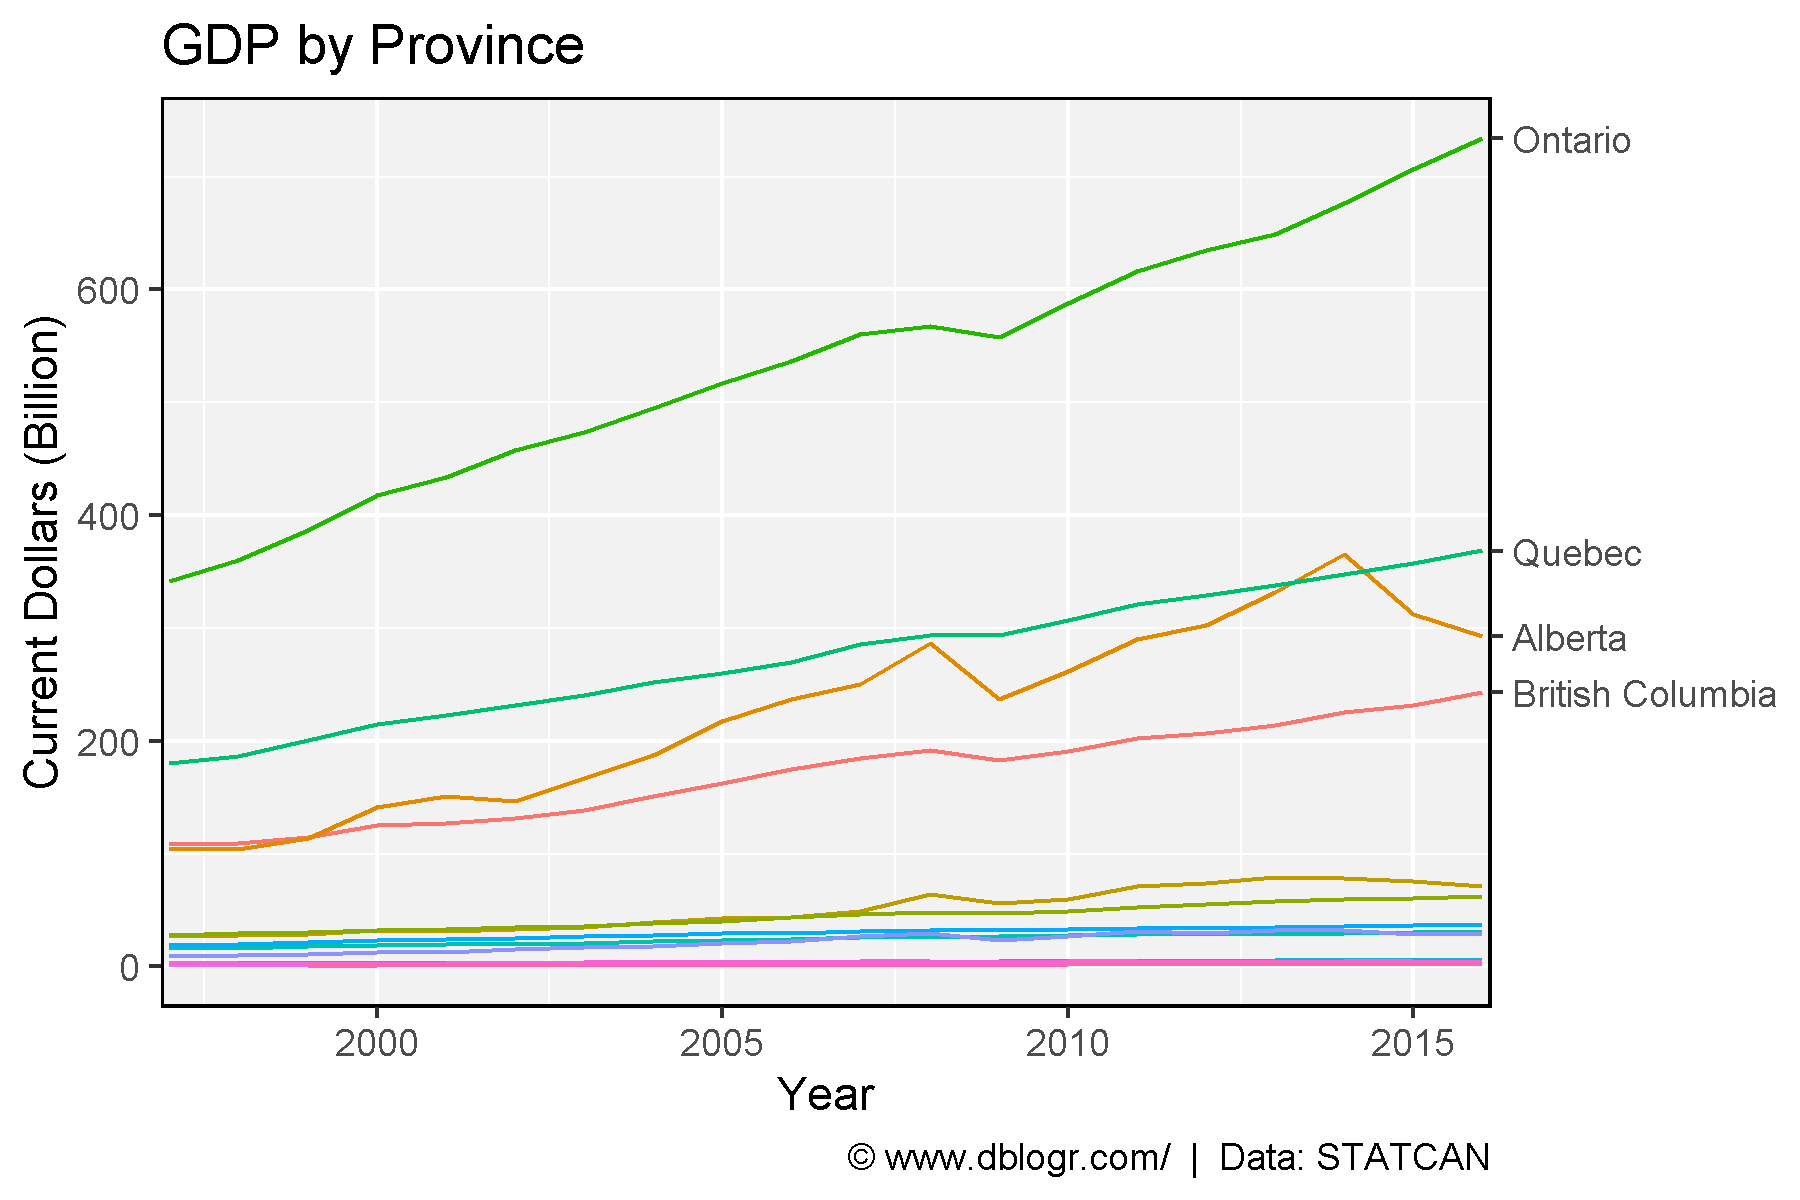 GDP by Province
Current Dollars (Billion)
600
400
200
0
Ontario
Quebec
Alberta
British Columbia
2000
2005
2010
2015
Year
© www.dblogr.com/ | Data: STATCAN